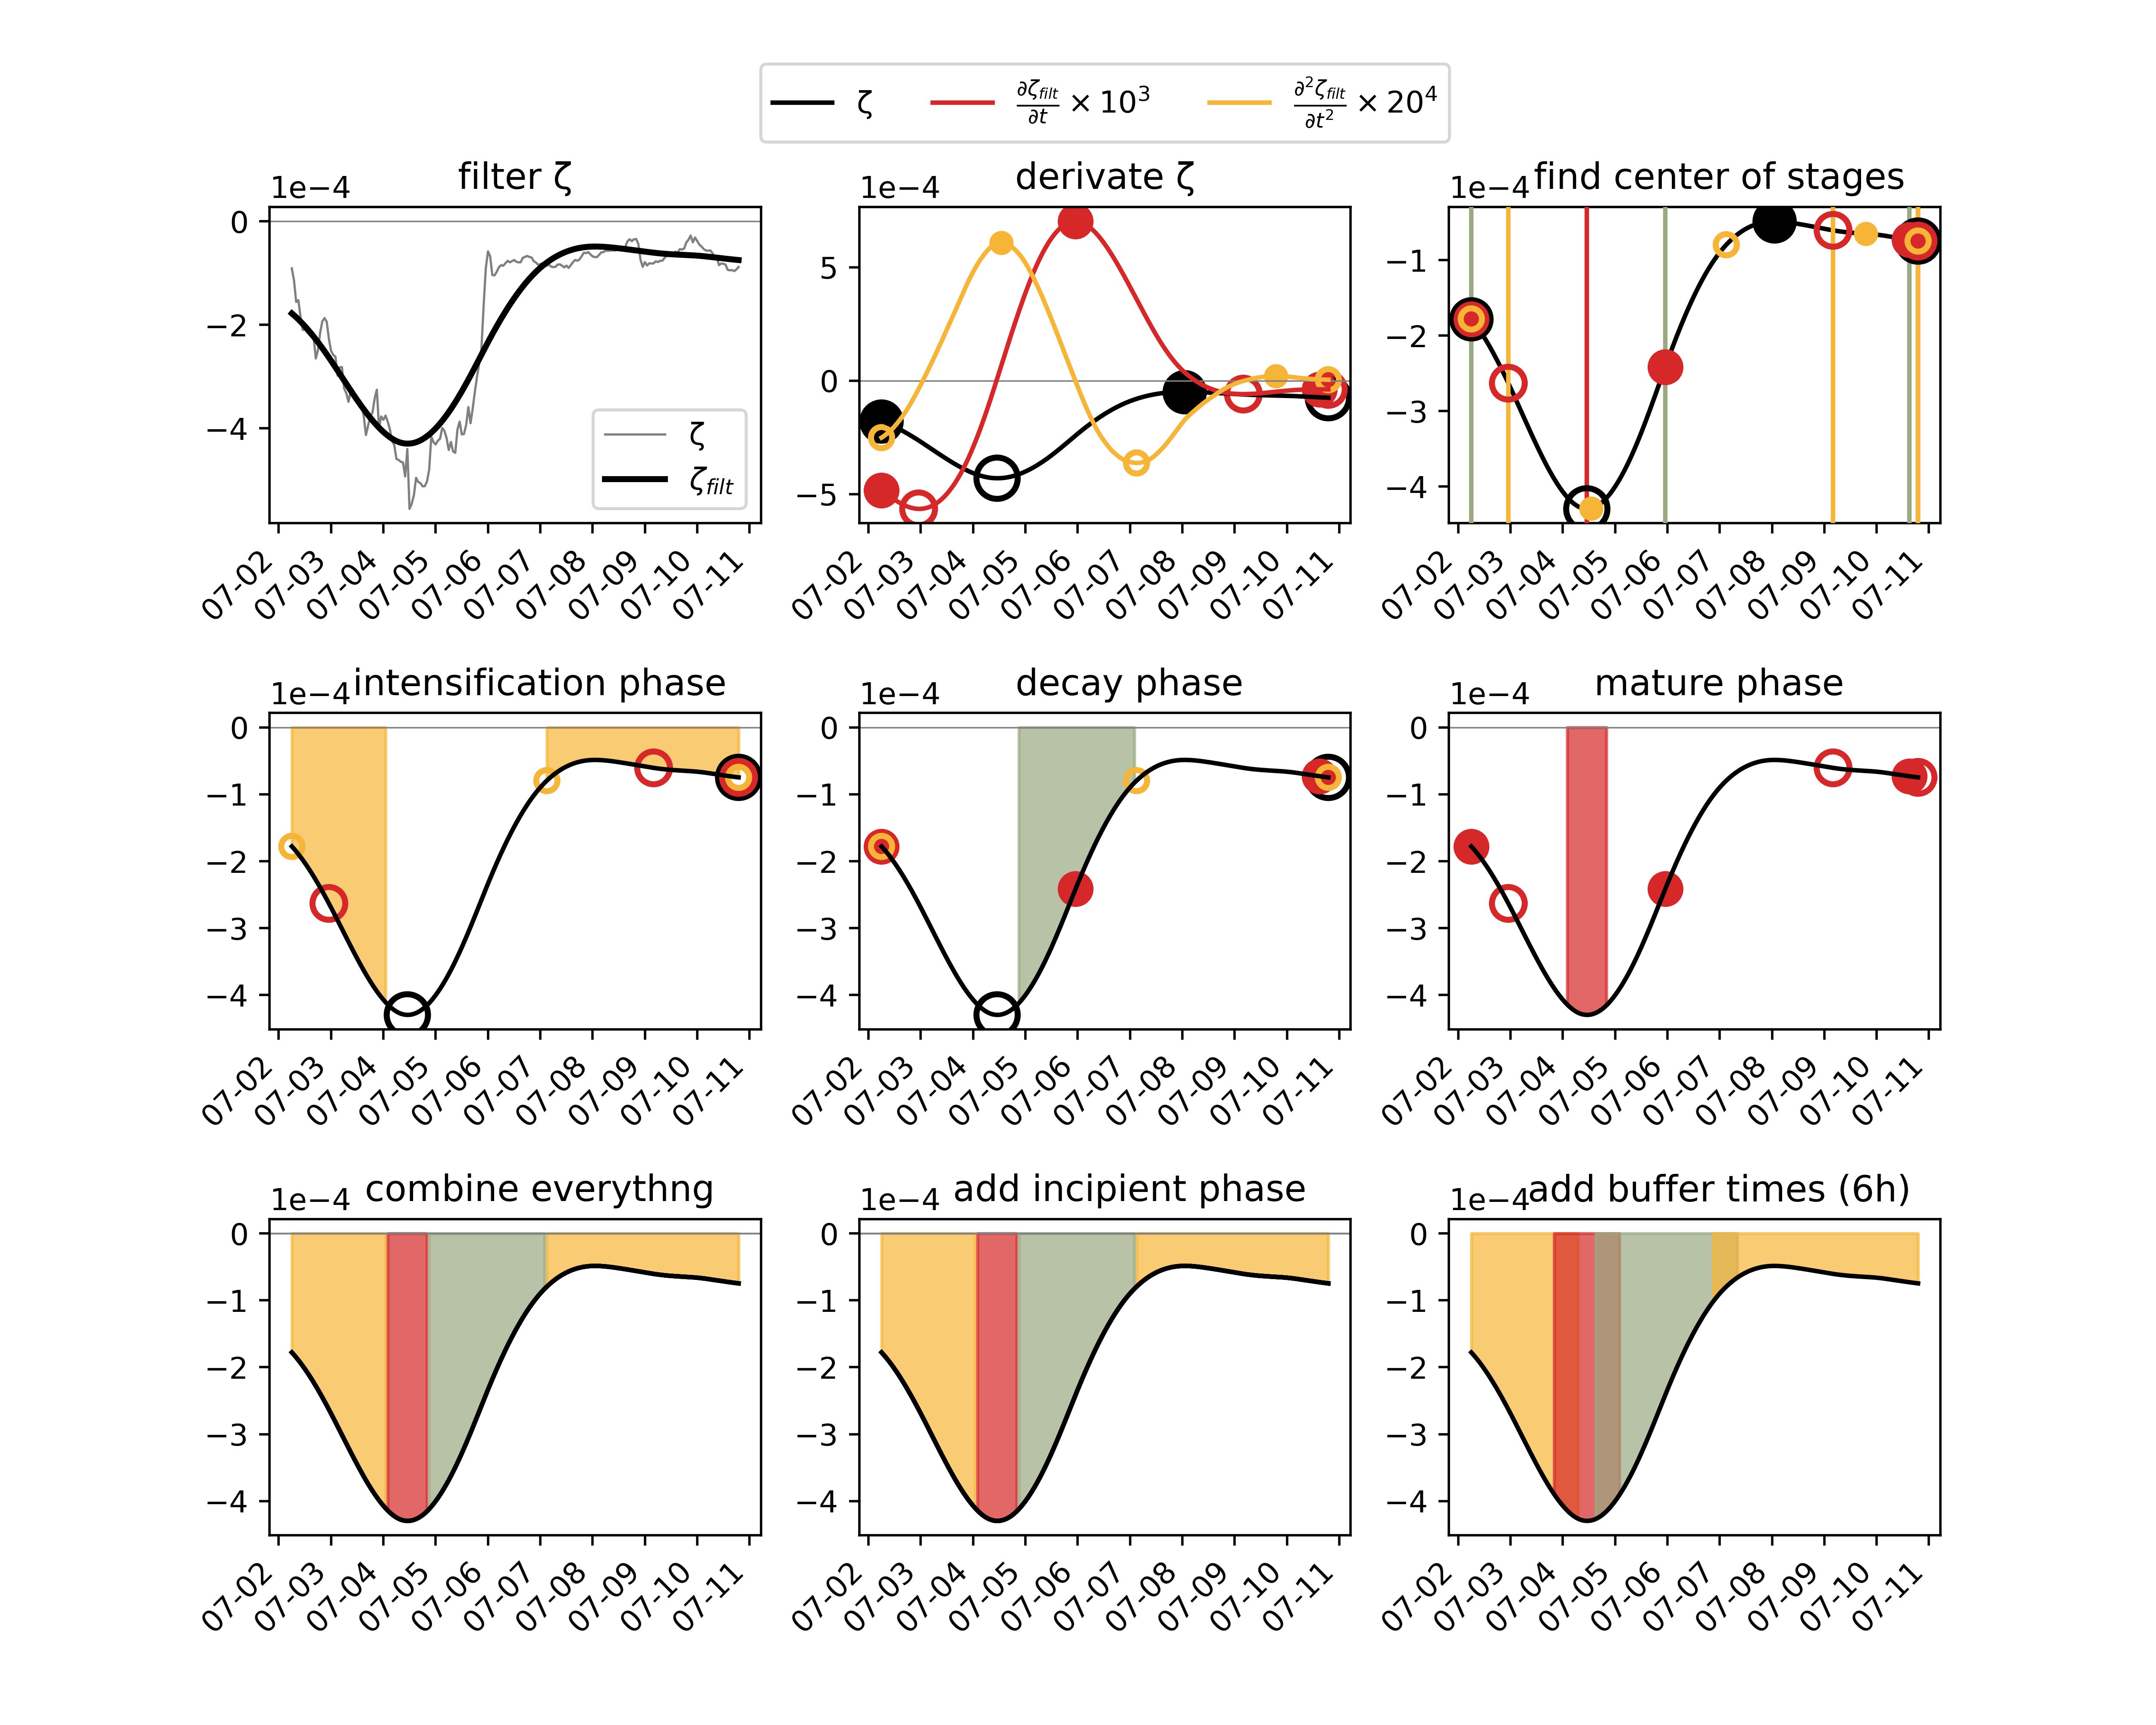 ζ ∂ζ_filt/∂t × 10³ ∂²ζ_filt/∂t² × 20⁴
filter ζ derivate ζ find center of stages
1e−4 1e−4 1e−4
0
−2
−4
ζ
ζ_filt
07-02 07-03 07-04 07-05 07-06 07-07 07-08 07-09 07-10 07-11
5
0
−5
07-02 07-03 07-04 07-05 07-06 07-07 07-08 07-09 07-10 07-11
−1
−2
−3
−4
07-02 07-03 07-04 07-05 07-06 07-07 07-08 07-09 07-10 07-11
intensification phase decay phase mature phase
1e−4 1e−4 1e−4
0
−1
−2
−3
−4
07-02 07-03 07-04 07-05 07-06 07-07 07-08 07-09 07-10 07-11
0
−1
−2
−3
−4
07-02 07-03 07-04 07-05 07-06 07-07 07-08 07-09 07-10 07-11
0
−1
−2
−3
−4
07-02 07-03 07-04 07-05 07-06 07-07 07-08 07-09 07-10 07-11
combine everythng add incipient phase add buffer times (6h)
1e−4 1e−4 1e−4
0
−1
−2
−3
−4
07-02 07-03 07-04 07-05 07-06 07-07 07-08 07-09 07-10 07-11
0
−1
−2
−3
−4
07-02 07-03 07-04 07-05 07-06 07-07 07-08 07-09 07-10 07-11
0
−1
−2
−3
−4
07-02 07-03 07-04 07-05 07-06 07-07 07-08 07-09 07-10 07-11